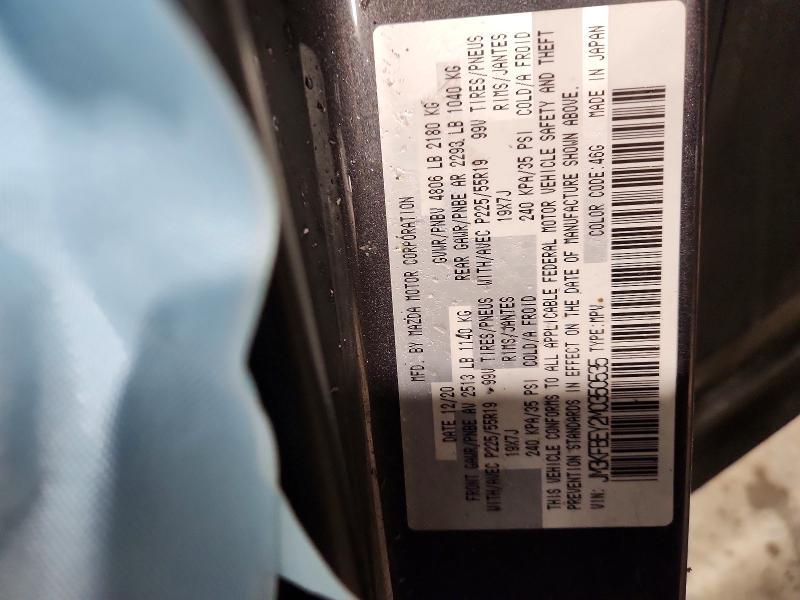 MFD. BY MAZDA MOTOR CORPORATION
DATE 12/20 GVWR/PNBV 4806 LB 2180 KG
FRONT GAWR/PNBE AV 2513 LB 1140 KG REAR GAWR/PNBE AR 2293 LB 1040 KG
WITH/AVEC P225/55R19 99V TIRES/PNEUS WITH/AVEC P225/55R19 99V TIRES/PNEUS
19X7J RIMS/JANTES 19X7J RIMS/JANTES
240 KPA/35 PSI COLD/A FROID 240 KPA/35 PSI COLD/A FROID
THIS VEHICLE CONFORMS TO ALL APPLICABLE FEDERAL MOTOR VEHICLE SAFETY AND THEFT
PREVENTION STANDARDS IN EFFECT ON THE DATE OF MANUFACTURE SHOWN ABOVE.
VIN: TYPE:MPV COLOR CODE: 46G MADE IN JAPAN